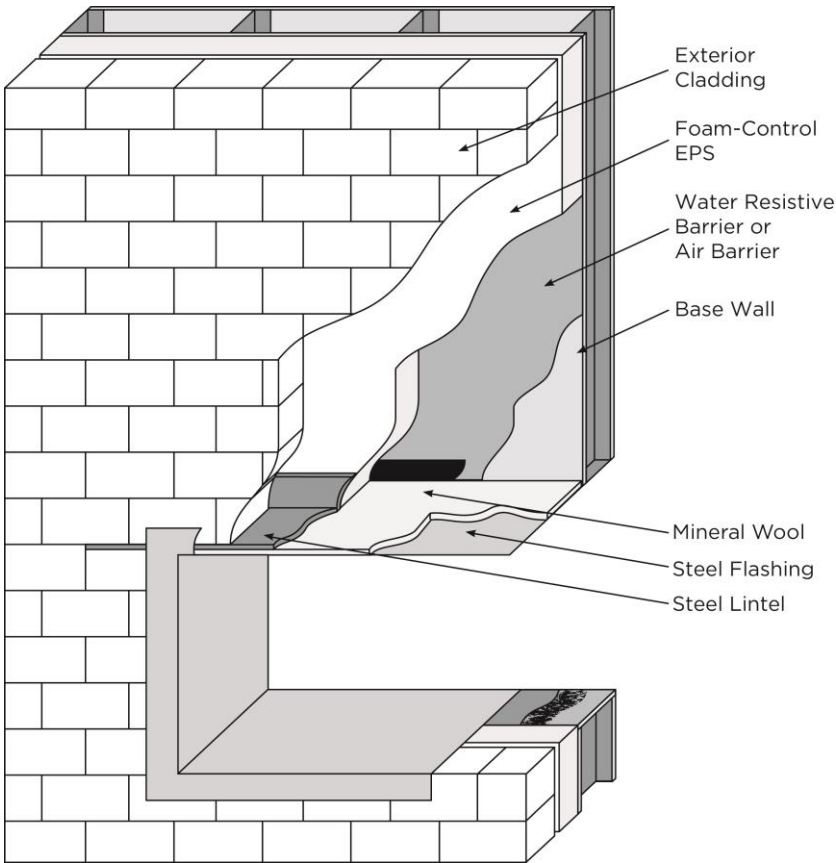 Exterior
Cladding
Foam-Control
EPS
Water Resistive
Barrier or
Air Barrier
Base Wall
Mineral Wool
Steel Flashing
Steel Lintel